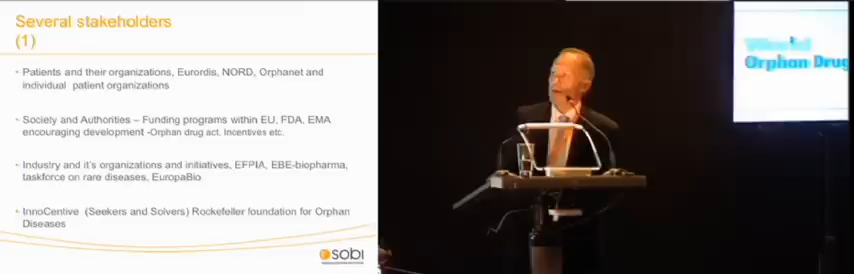 Several stakeholders
(1)
• Patients and their organizations, Eurordis, NORD, Orphanet and
individual patient organizations
• Society and Authorities – Funding programs within EU, FDA, EMA
encouraging development -Orphan drug act. Incentives etc.
• Industry and it's organizations and initiatives, EFPIA, EBE-biopharma,
taskforce on rare diseases, EuropaBio
• InnoCentive (Seekers and Solvers) Rockefeller foundation for Orphan
Diseases
sobi
World
Orphan Drug